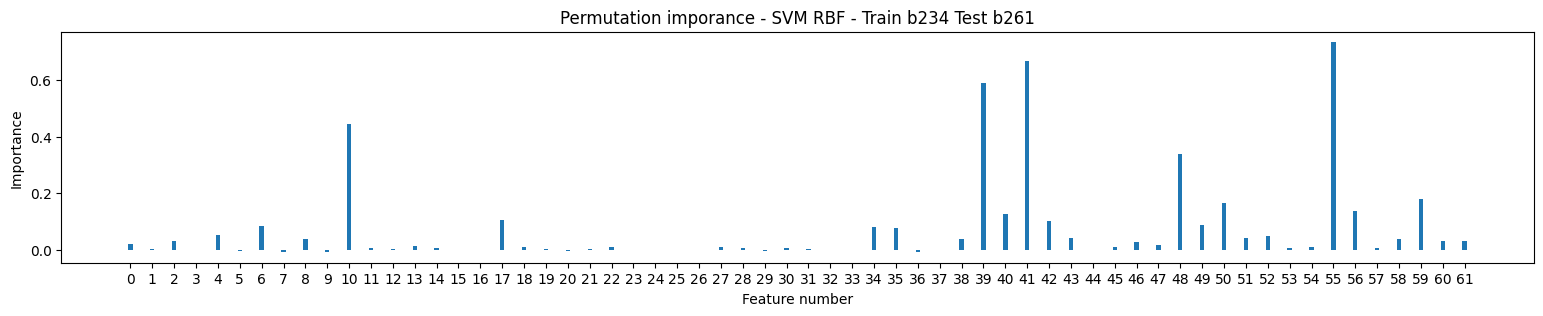 Permutation imporance - SVM RBF - Train b234 Test b261
Importance
0.6
0.4
0.2
0.0
0 1 2 3 4 5 6 7 8 9 10 11 12 13 14 15 16 17 18 19 20 21 22 23 24 25 26 27 28 29 30 31 32 33 34 35 36 37 38 39 40 41 42 43 44 45 46 47 48 49 50 51 52 53 54 55 56 57 58 59 60 61
Feature number